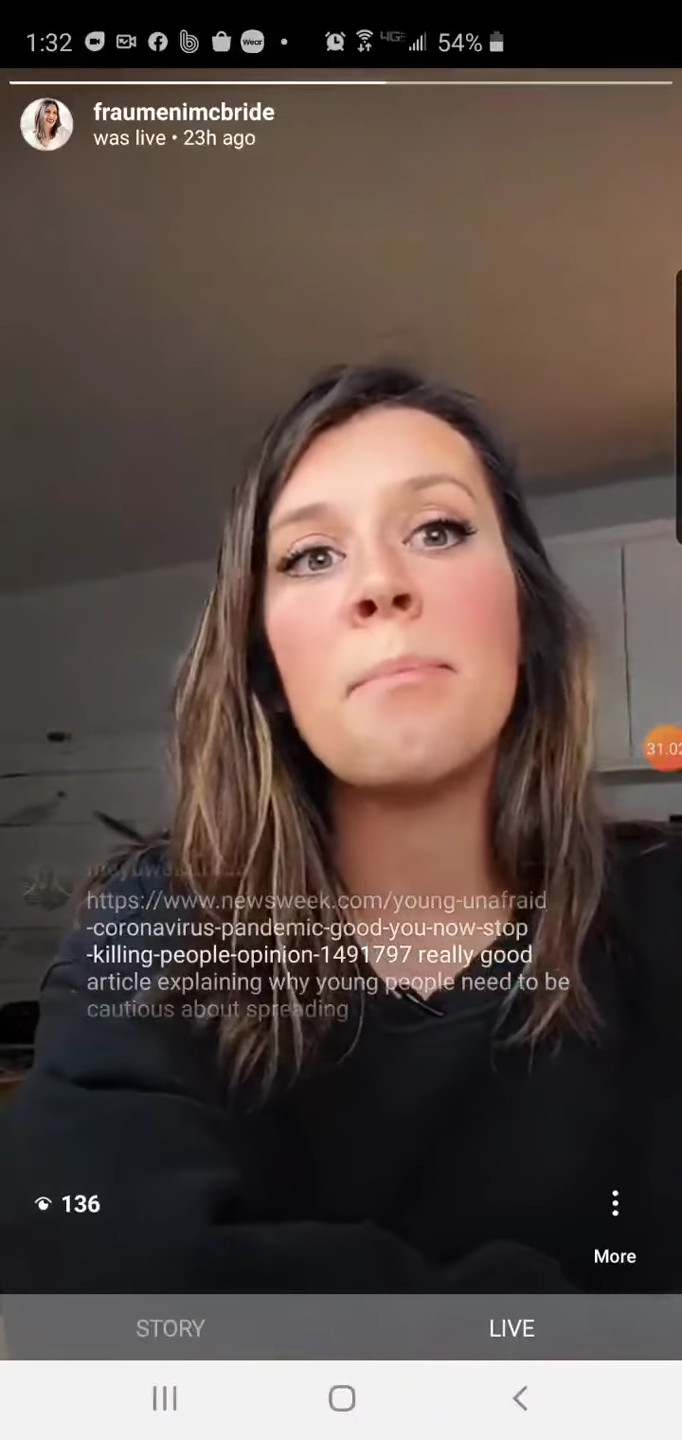 1:32
Wear
4GE
54%
fraumenimcbride
was live • 23h ago
31:02
https://www.newsweek.com/young-unafraid
-coronavirus-pandemic-good-you-now-stop
-killing-people-opinion-1491797 really good
article explaining why young people need to be
cautious about spreading
136
More
STORY
LIVE